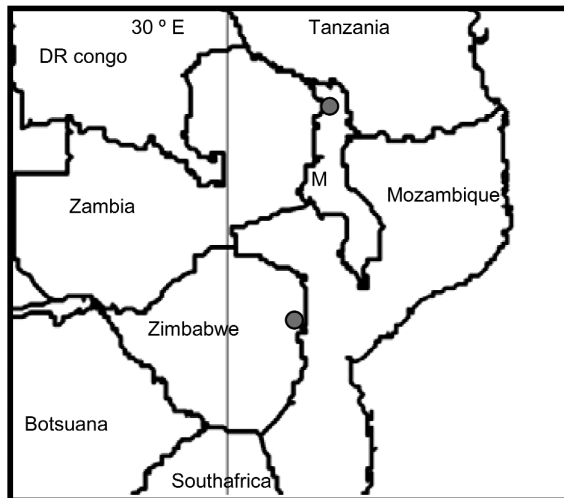 30 º E
Tanzania
DR congo
M
Mozambique
Zambia
Zimbabwe
Botsuana
Southafrica